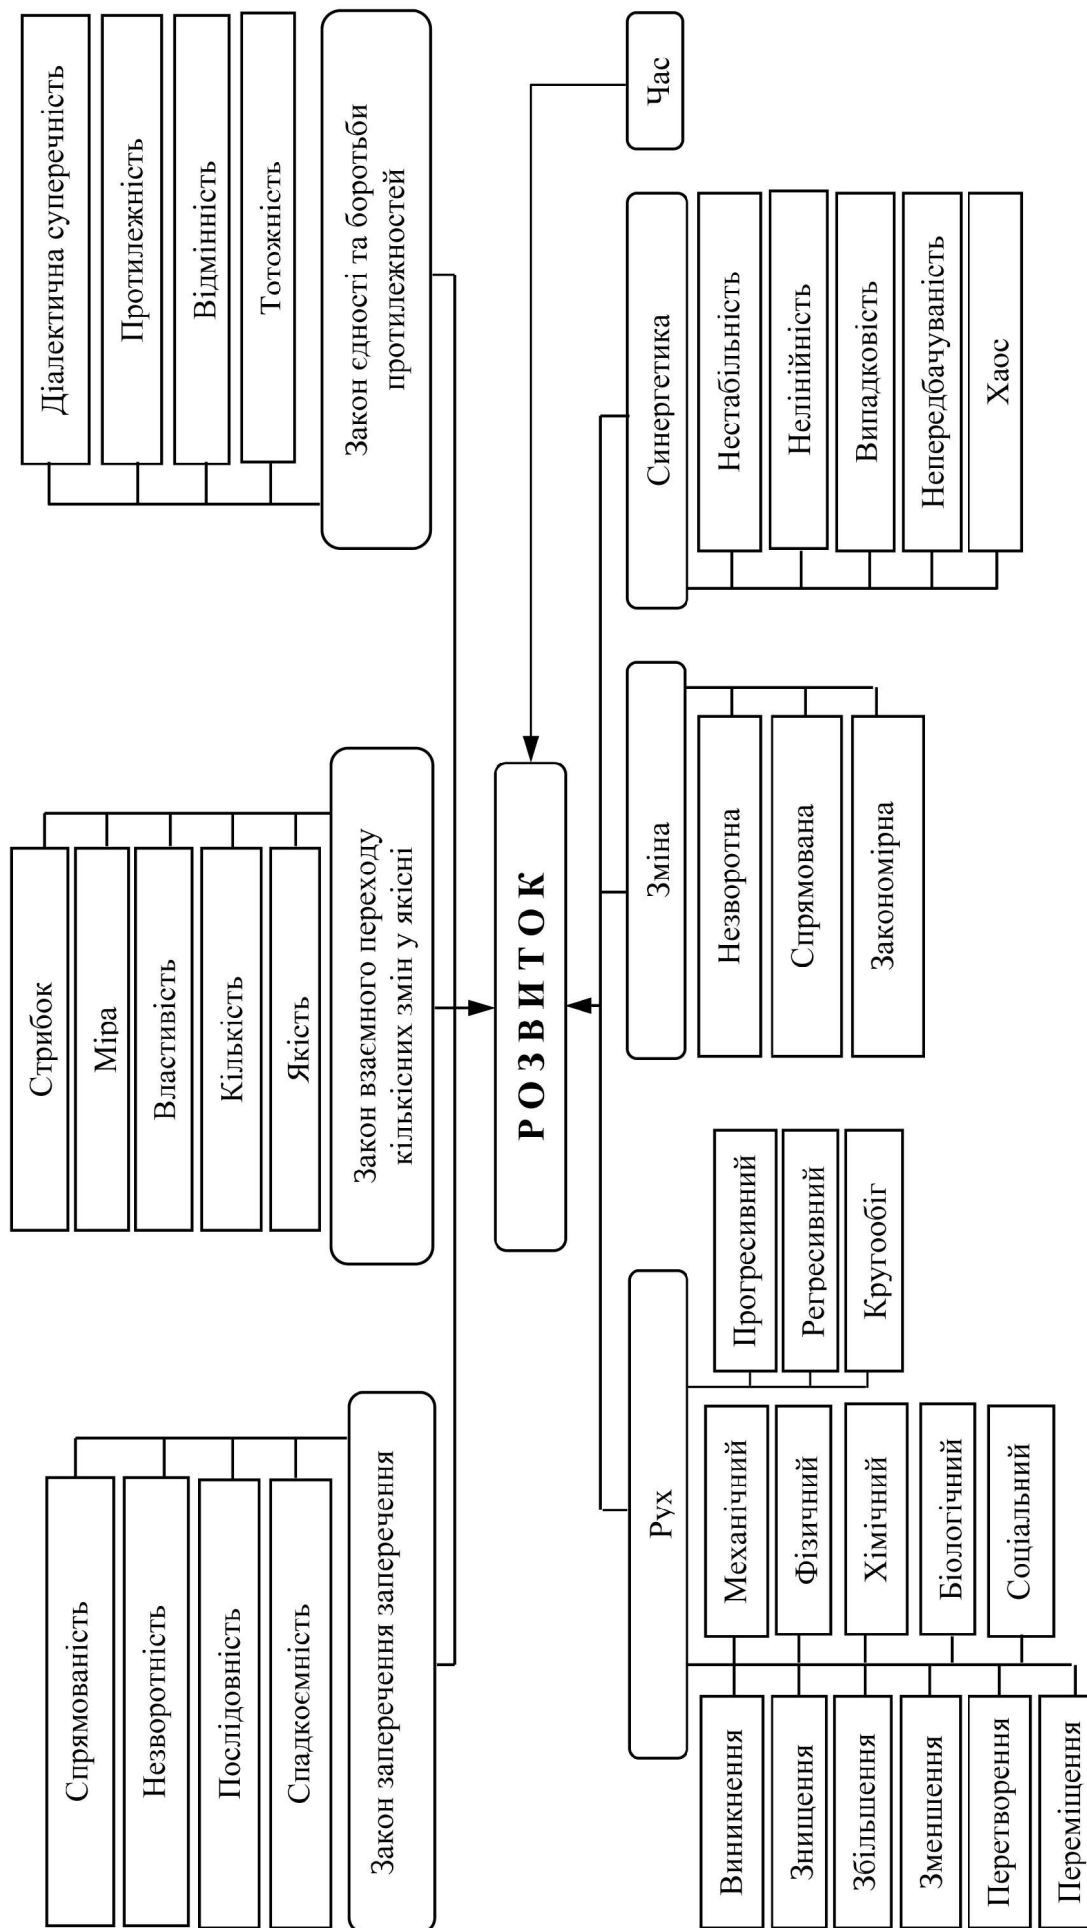 Спрямованість
Незворотність
Послідовність
Спадкоємність
Закон заперечення заперечення
Стрибок
Міра
Властивість
Кількість
Якість
Закон взаємного переходу
кількісних змін у якісні
Діалектична суперечність
Протилежність
Відмінність
Тотожність
Закон єдності та боротьби
протилежностей
РОЗВИТОК
Рух
Виникнення
Знищення
Збільшення
Зменшення
Перетворення
Переміщення
Механічний
Фізичний
Хімічний
Біологічний
Соціальний
Прогресивний
Регресивний
Кругообіг
Зміна
Незворотна
Спрямована
Закономірна
Синергетика
Нестабільність
Нелінійність
Випадковість
Непередбачуваність
Хаос
Час